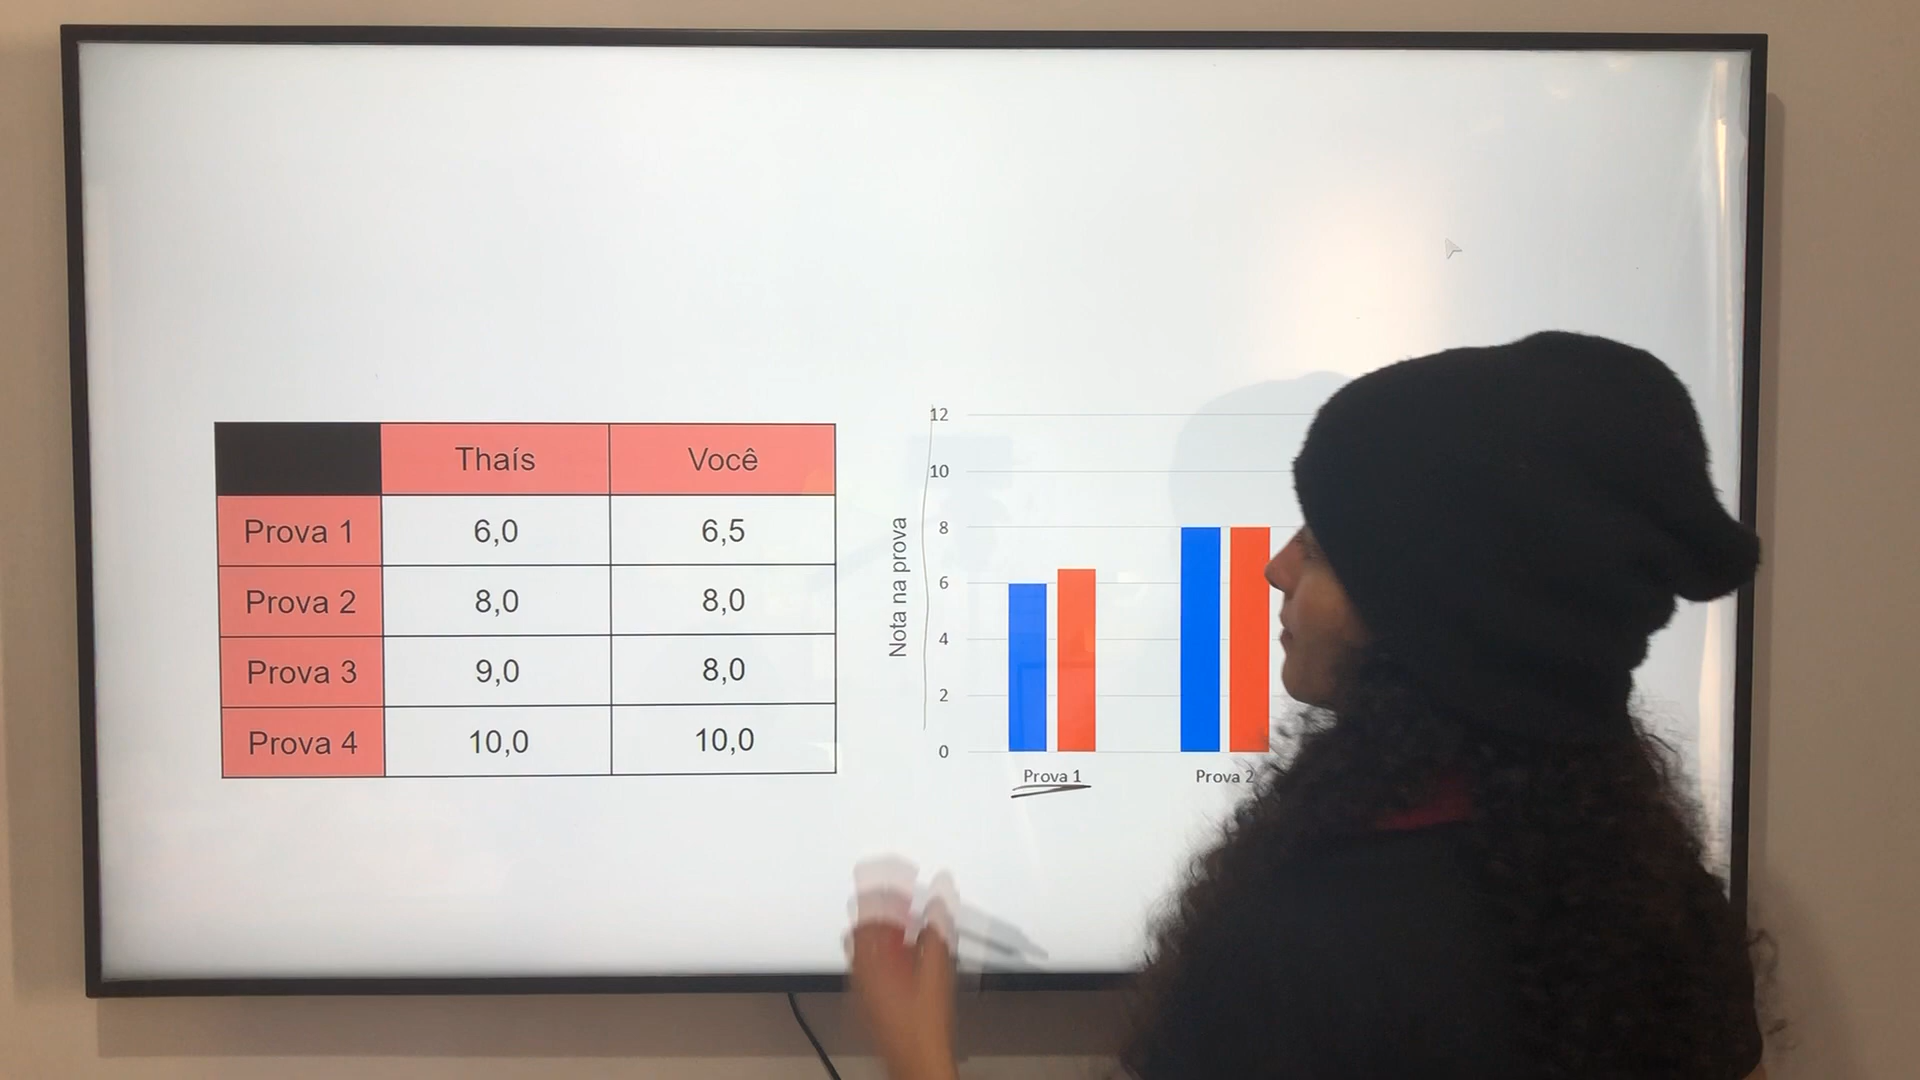 Thaís Você
Prova 1 6,0 6,5
Prova 2 8,0 8,0
Prova 3 9,0 8,0
Prova 4 10,0 10,0
Nota na prova
12
10
8
6
4
2
0
Prova 1 Prova 2